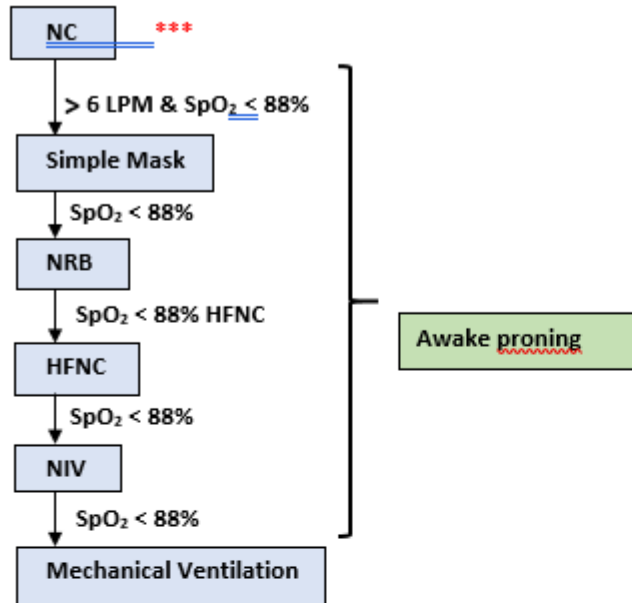 NC ***
> 6 LPM & SpO₂ < 88%
Simple Mask
SpO₂ < 88%
NRB
SpO₂ < 88% HFNC
Awake proning
HFNC
SpO₂ < 88%
NIV
SpO₂ < 88%
Mechanical Ventilation